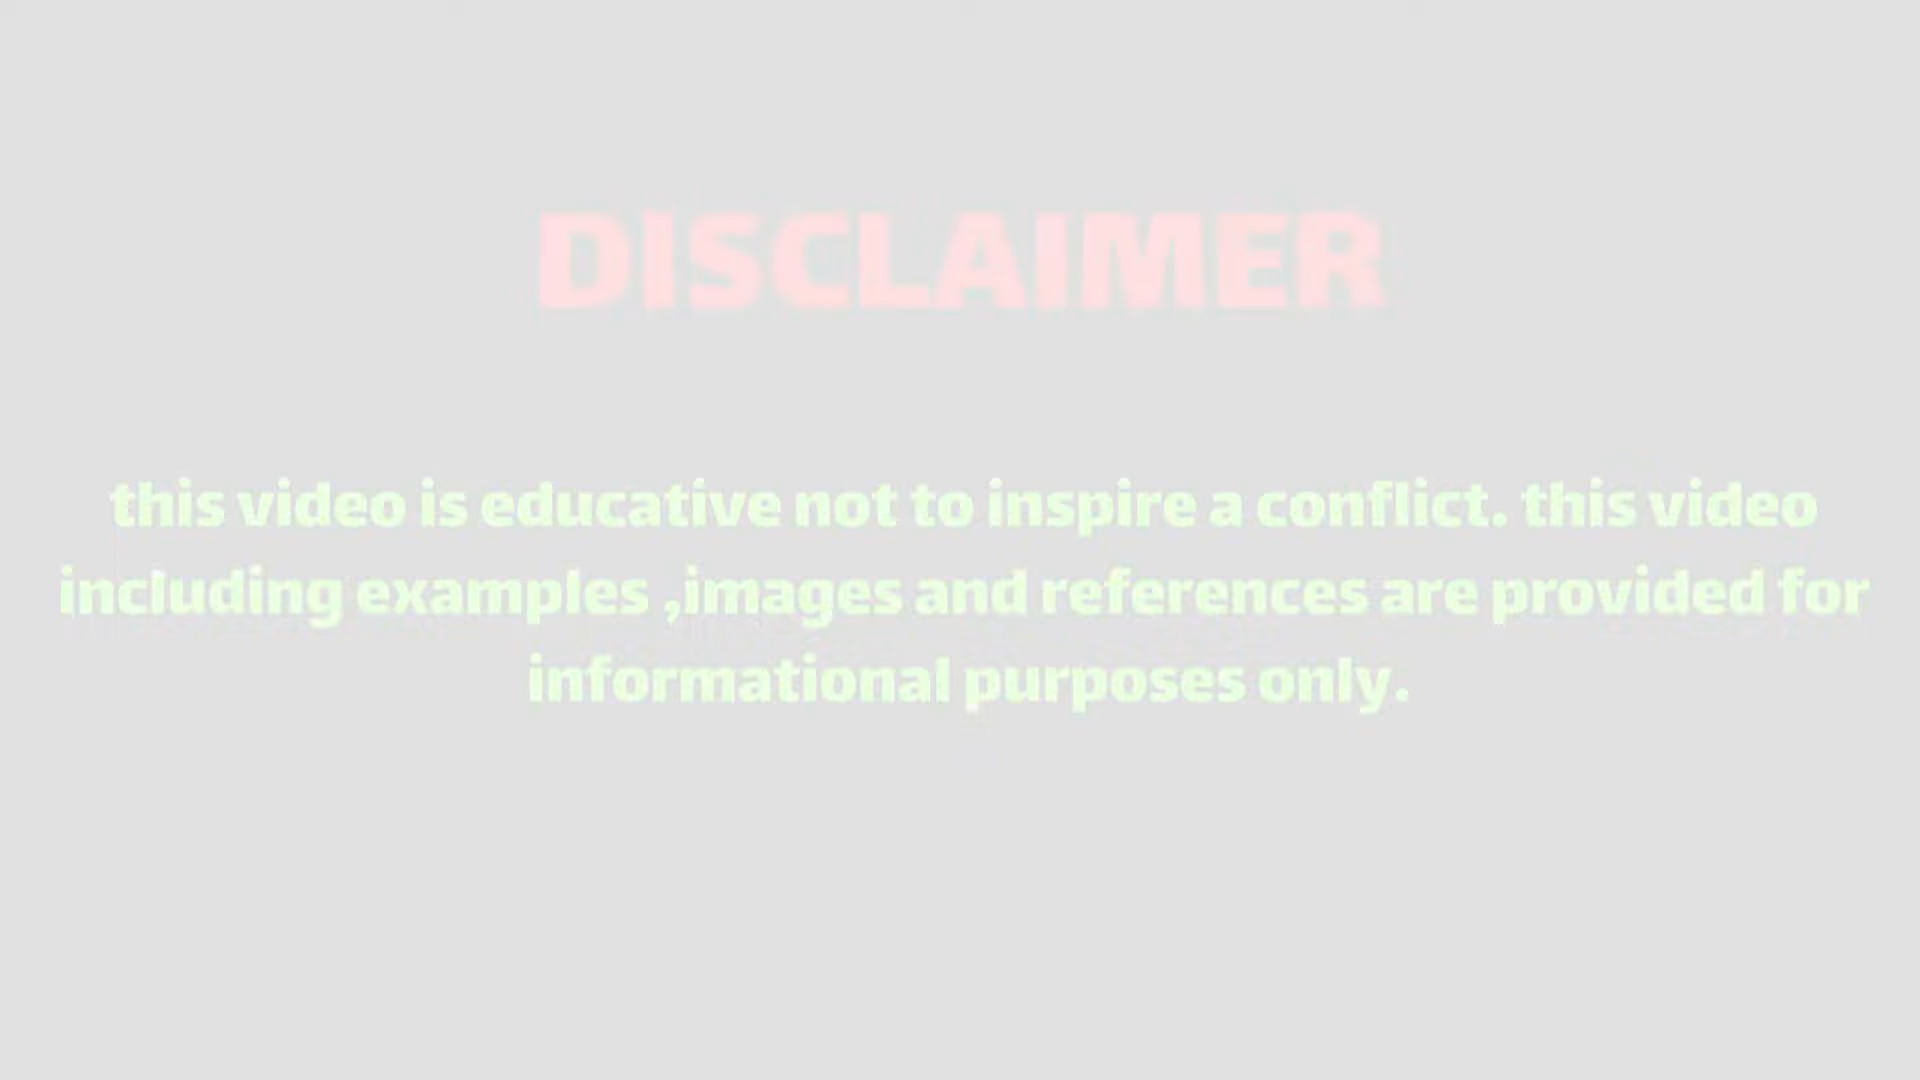 DISCLAIMER
this video is educative not to inspire a conflict. this video
including examples ,images and references are provided for
informational purposes only.